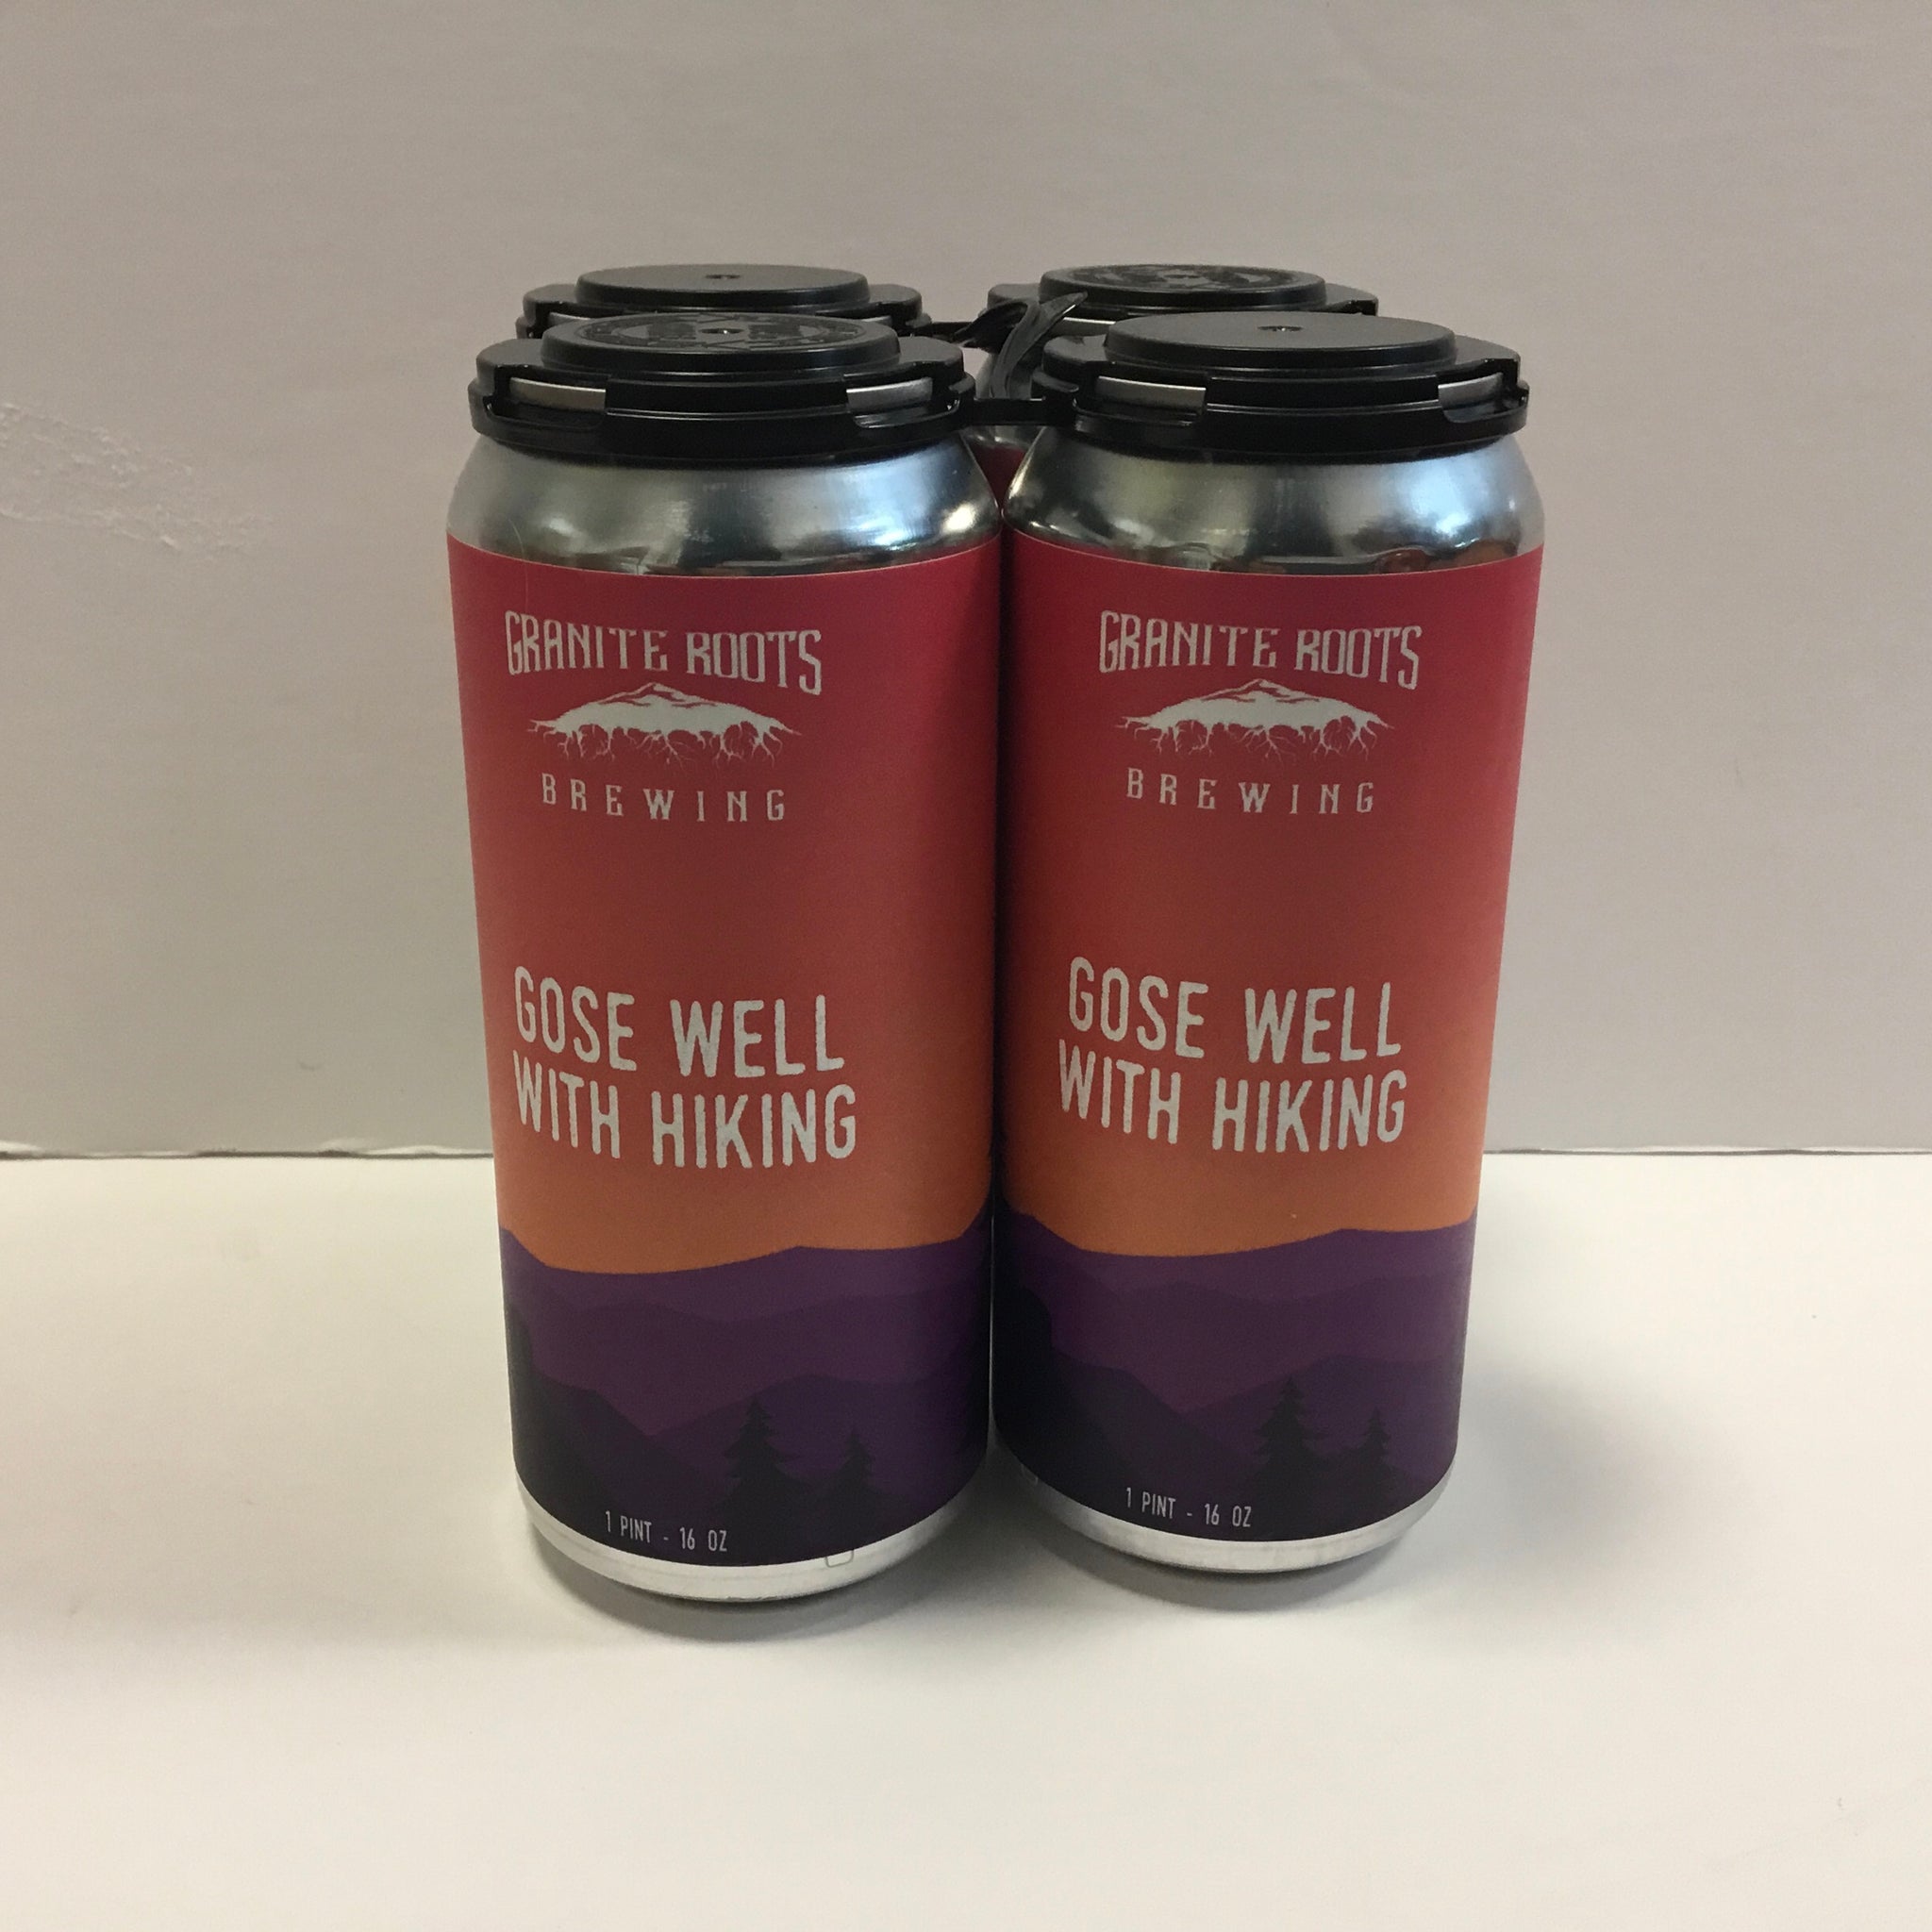 GRANITE ROOTS
BREWING
GOSE WELL
WITH HIKING
1 PINT - 16 OZ
GRANITE ROOTS
BREWING
GOSE WELL
WITH HIKING
1 PINT - 16 OZ